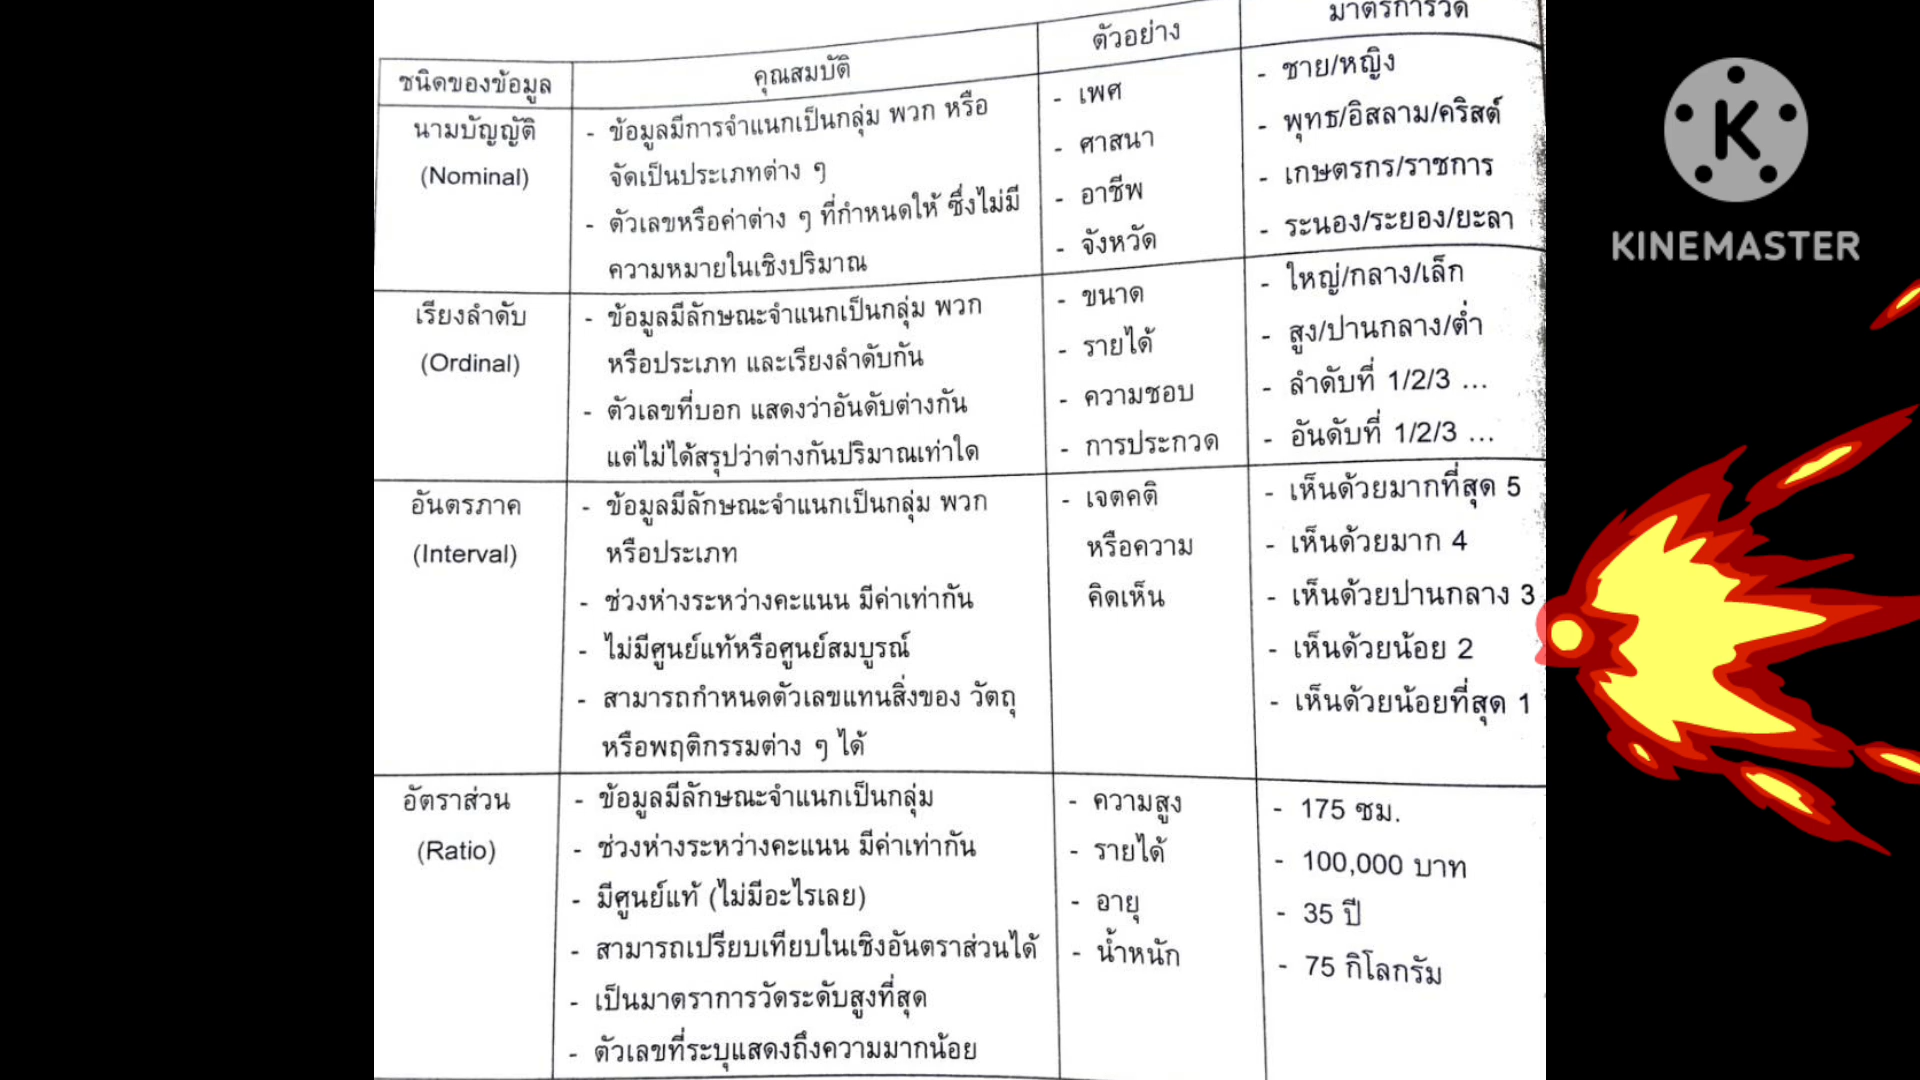 ชนิดของข้อมูล คุณสมบัติ ตัวอย่าง มาตรการวัด
นามบัญญัติ
(Nominal)
- ข้อมูลมีการจำแนกเป็นกลุ่ม พวก หรือ
จัดเป็นประเภทต่าง ๆ
- ตัวเลขหรือค่าต่าง ๆ ที่กำหนดให้ ซึ่งไม่มี
ความหมายในเชิงปริมาณ
- เพศ
- ศาสนา
- อาชีพ
- จังหวัด
- ชาย/หญิง
- พุทธ/อิสลาม/คริสต์
- เกษตรกร/ราชการ
- ระนอง/ระยอง/ยะลา
เรียงลำดับ
(Ordinal)
- ข้อมูลมีลักษณะจำแนกเป็นกลุ่ม พวก
หรือประเภท และเรียงลำดับกัน
- ตัวเลขที่บอก แสดงว่าอันดับต่างกัน
แต่ไม่ได้สรุปว่าต่างกันปริมาณเท่าใด
- ขนาด
- รายได้
- ความชอบ
- การประกวด
- ใหญ่/กลาง/เล็ก
- สูง/ปานกลาง/ต่ำ
- ลำดับที่ 1/2/3 ...
- อันดับที่ 1/2/3 ...
อันตรภาค
(Interval)
- ข้อมูลมีลักษณะจำแนกเป็นกลุ่ม พวก
หรือประเภท
- ช่วงห่างระหว่างคะแนน มีค่าเท่ากัน
- ไม่มีศูนย์แท้หรือศูนย์สมบูรณ์
- สามารถกำหนดตัวเลขแทนสิ่งของ วัตถุ
หรือพฤติกรรมต่าง ๆ ได้
- เจตคติ
หรือความ
คิดเห็น
- เห็นด้วยมากที่สุด 5
- เห็นด้วยมาก 4
- เห็นด้วยปานกลาง 3
- เห็นด้วยน้อย 2
- เห็นด้วยน้อยที่สุด 1
อัตราส่วน
(Ratio)
- ข้อมูลมีลักษณะจำแนกเป็นกลุ่ม
- ช่วงห่างระหว่างคะแนน มีค่าเท่ากัน
- มีศูนย์แท้ (ไม่มีอะไรเลย)
- สามารถเปรียบเทียบในเชิงอันตราส่วนได้
- เป็นมาตราการวัดระดับสูงที่สุด
- ตัวเลขที่ระบุแสดงถึงความมากน้อย
- ความสูง
- รายได้
- อายุ
- น้ำหนัก
- 175 ซม.
- 100,000 บาท
- 35 ปี
- 75 กิโลกรัม
K
KINEMASTER